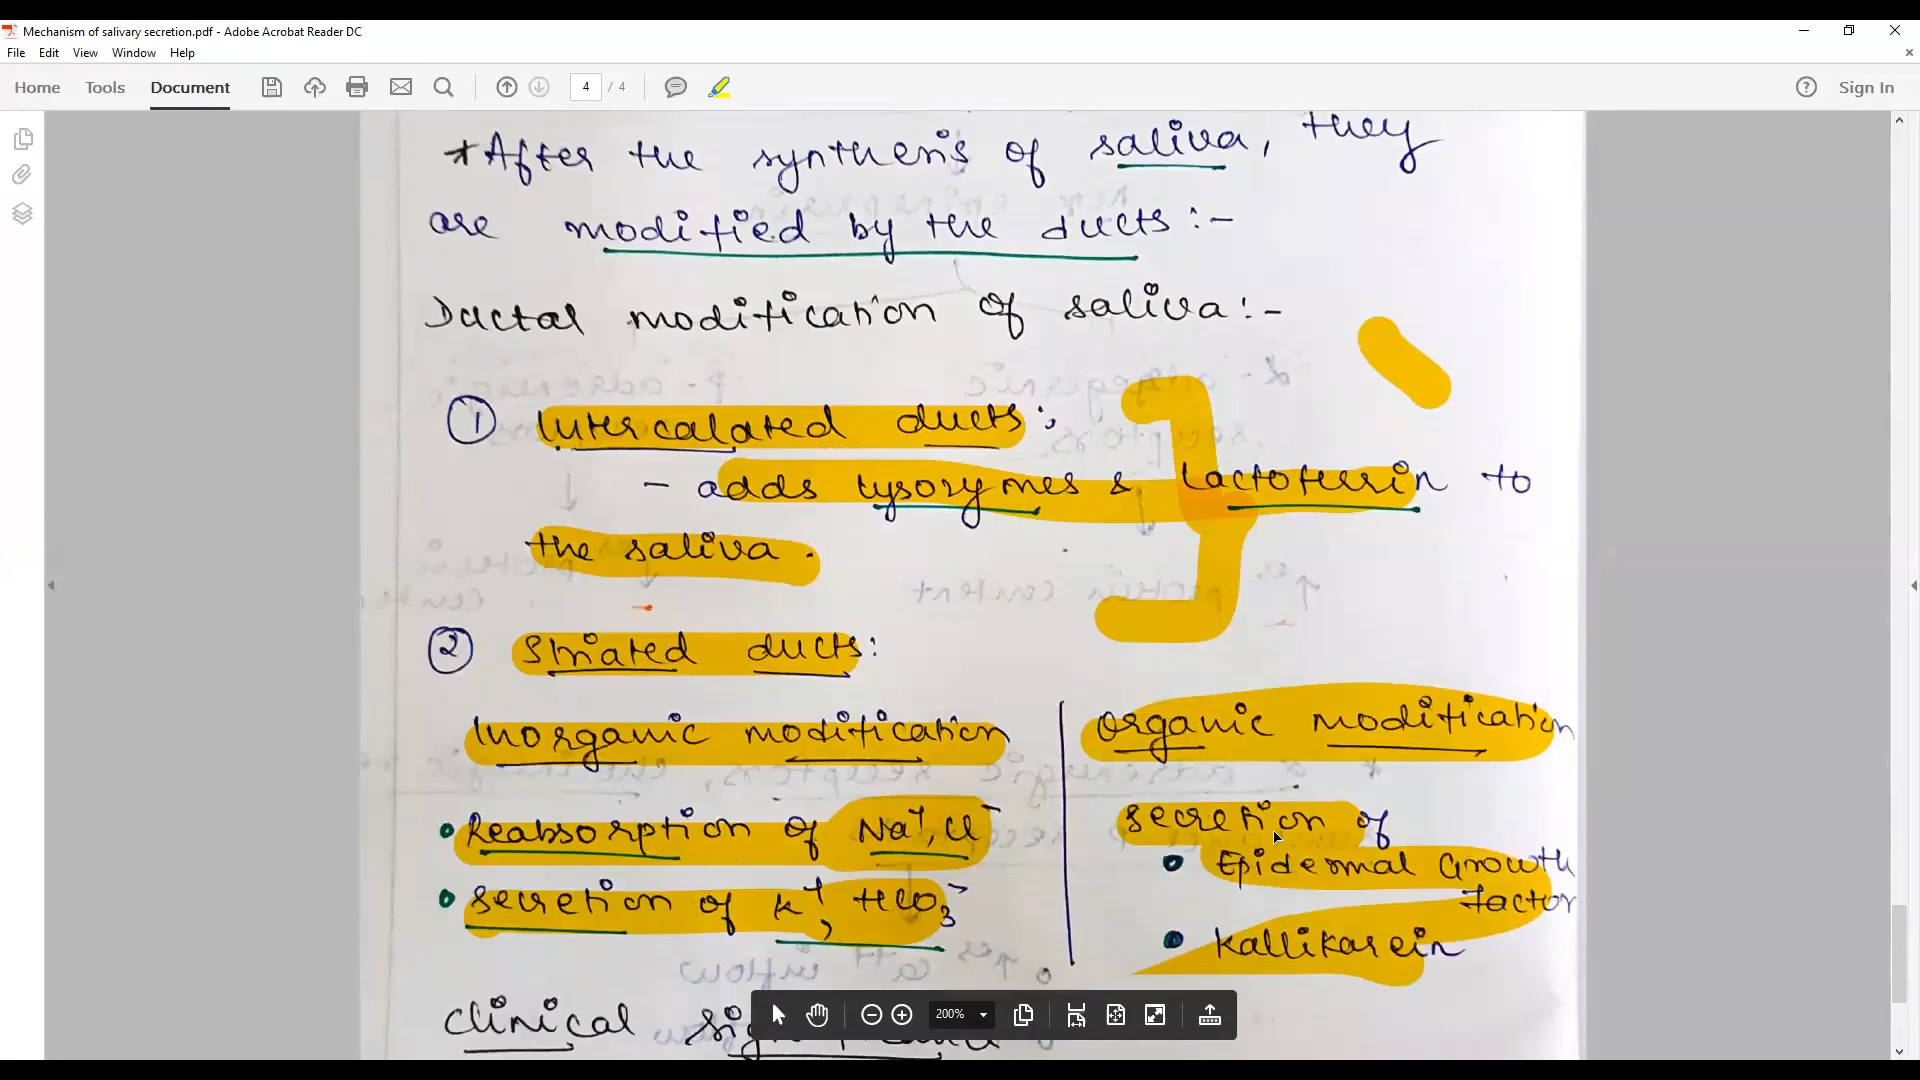 Mechanism of salivary secretion.pdf - Adobe Acrobat Reader DC
File Edit View Window Help
Home Tools Document 4 / 4 Sign In
*After the synthesis of saliva, they
are modified by the ducts:-
Ductal modification of saliva:-
① Intercalated ducts:
- adds lysozymes & lactoferrin to
the saliva.
② Striated ducts:
Inorganic modification
• Reabsorption of Na+, Cl-
• secretion of K+, HCO3-
Organic modification
secretion of
• Epidermal Growth
Factor
• Kallikarein
Clinical
200%